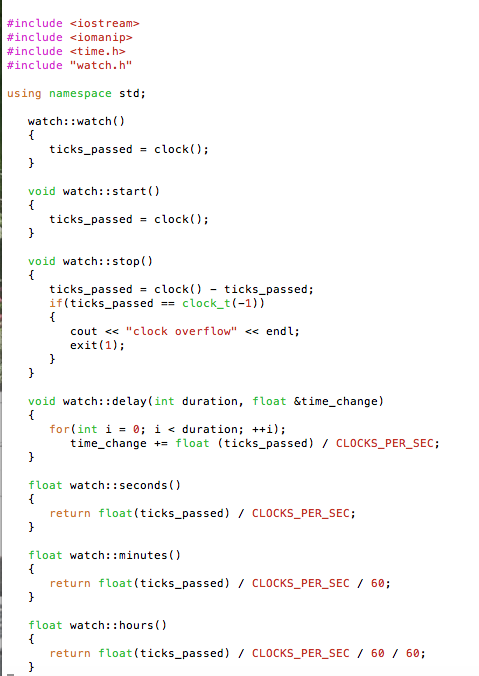 #include <iostream>
#include <iomanip>
#include <time.h>
#include "watch.h"
using namespace std;
watch::watch()
{
ticks_passed = clock();
}
void watch::start()
{
ticks_passed = clock();
}
void watch::stop()
{
ticks_passed = clock() - ticks_passed;
if(ticks_passed == clock_t(-1))
{
cout << "clock overflow" << endl;
exit(1);
}
}
void watch::delay(int duration, float &time_change)
{
for(int i = 0; i < duration; ++i);
time_change += float (ticks_passed) / CLOCKS_PER_SEC;
}
float watch::seconds()
{
return float(ticks_passed) / CLOCKS_PER_SEC;
}
float watch::minutes()
{
return float(ticks_passed) / CLOCKS_PER_SEC / 60;
}
float watch::hours()
{
return float(ticks_passed) / CLOCKS_PER_SEC / 60 / 60;
}